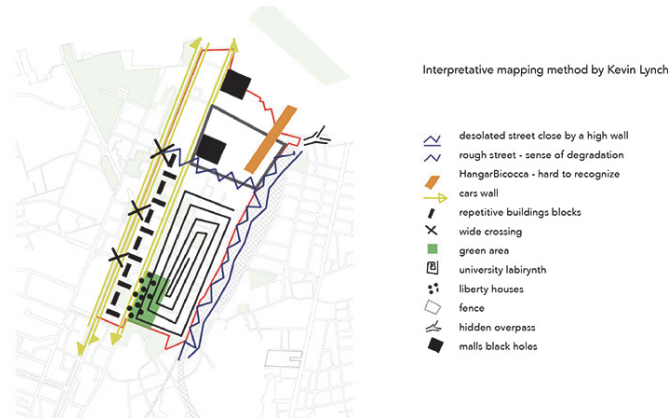 Interpretative mapping method by Kevin Lynch
desolated street close by a high wall
rough street - sense of degradation
HangarBicocca - hard to recognize
cars wall
repetitive buildings blocks
wide crossing
green area
university labirynth
liberty houses
fence
hidden overpass
malls black holes